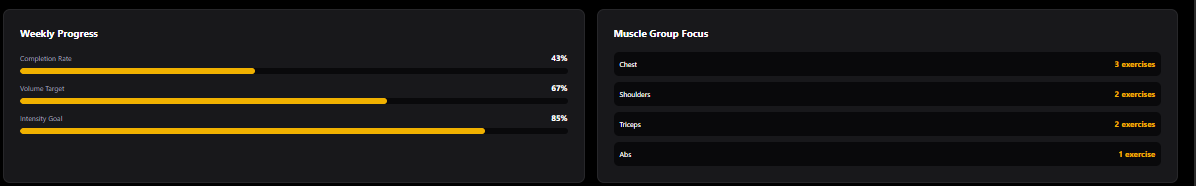 Weekly Progress
Completion Rate 43%
Volume Target 67%
Intensity Goal 85%
Muscle Group Focus
Chest 3 exercises
Shoulders 2 exercises
Triceps 2 exercises
Abs 1 exercise